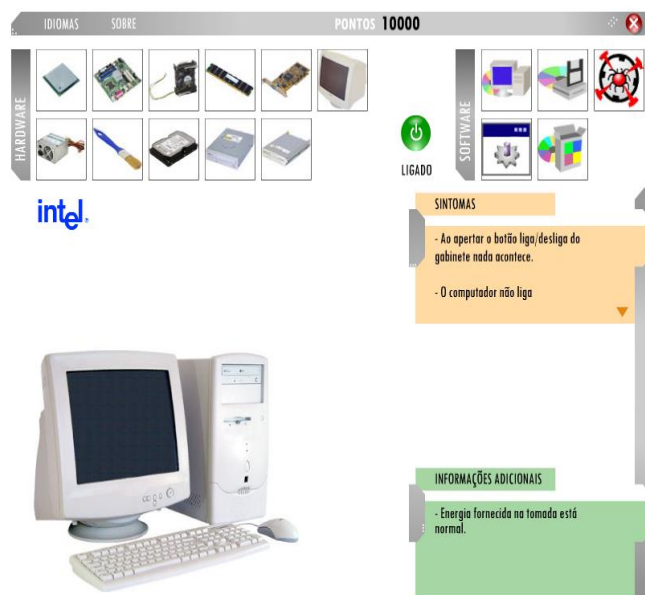 IDIOMAS SOBRE PONTOS 10000
HARDWARE
SOFTWARE
LIGADO
intel.
SINTOMAS
- Ao apertar o botão liga/desliga do
gabinete nada acontece.
- O computador não liga
INFORMAÇÕES ADICIONAIS
- Energia fornecida na tomada está
normal.